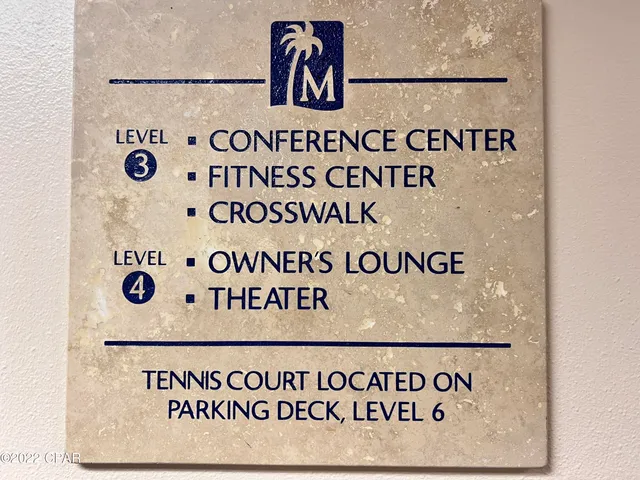 M
LEVEL 3 ▪ CONFERENCE CENTER
▪ FITNESS CENTER
▪ CROSSWALK
LEVEL 4 ▪ OWNER'S LOUNGE
▪ THEATER
TENNIS COURT LOCATED ON
PARKING DECK, LEVEL 6
©2022 CPAR